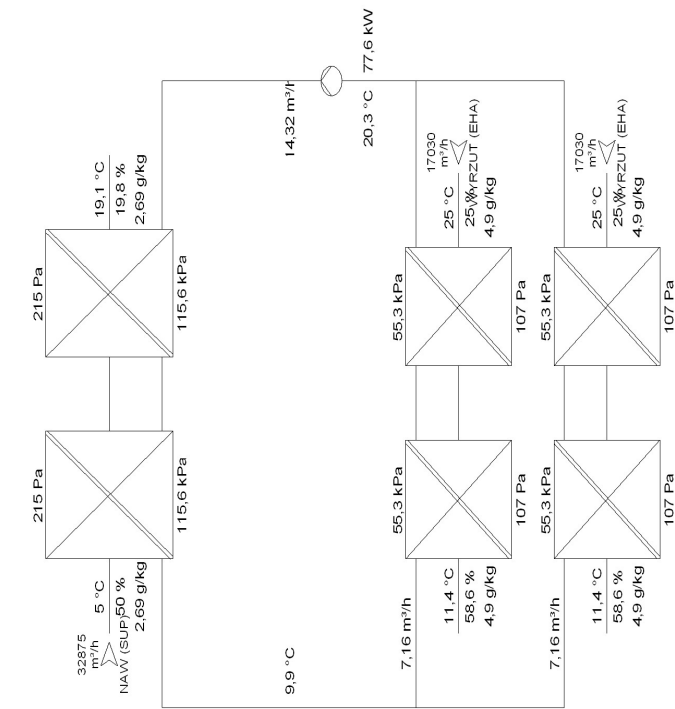 77,6 kW
14,32 m³/h
20,3 °C
19,1 °C
19,8 %
2,69 g/kg
17030
m³/h
WYRZUT (EHA)
25 °C
25 %
4,9 g/kg
17030
m³/h
WYRZUT (EHA)
25 °C
25 %
4,9 g/kg
215 Pa
115,6 kPa
55,3 kPa
107 Pa
55,3 kPa
107 Pa
215 Pa
115,6 kPa
55,3 kPa
107 Pa
55,3 kPa
107 Pa
5 °C
50 %
2,69 g/kg
32875
m³/h
NAW (SUP)
9,9 °C
7,16 m³/h
11,4 °C
58,6 %
4,9 g/kg
7,16 m³/h
11,4 °C
58,6 %
4,9 g/kg